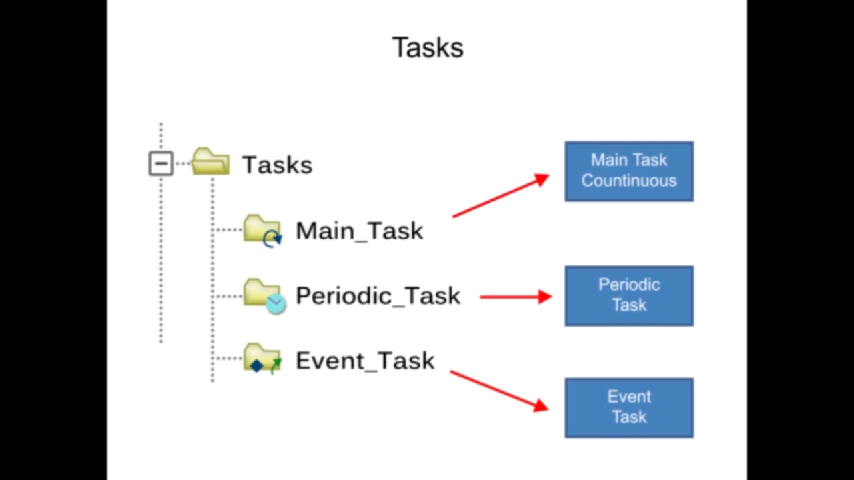 Tasks
Tasks
Main_Task
Periodic_Task
Event_Task
Main Task
Countinuous
Periodic
Task
Event
Task